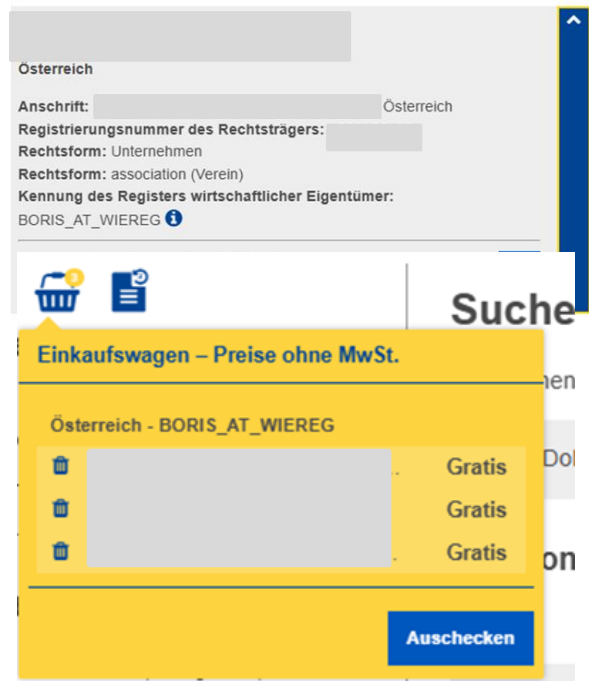 Österreich
Anschrift: Österreich
Registrierungsnummer des Rechtsträgers:
Rechtsform: Unternehmen
Rechtsform: association (Verein)
Kennung des Registers wirtschaftlicher Eigentümer:
BORIS_AT_WIEREG
3
Suche
Einkaufswagen – Preise ohne MwSt.
Österreich - BORIS_AT_WIEREG
Gratis
Gratis
Gratis
Auschecken